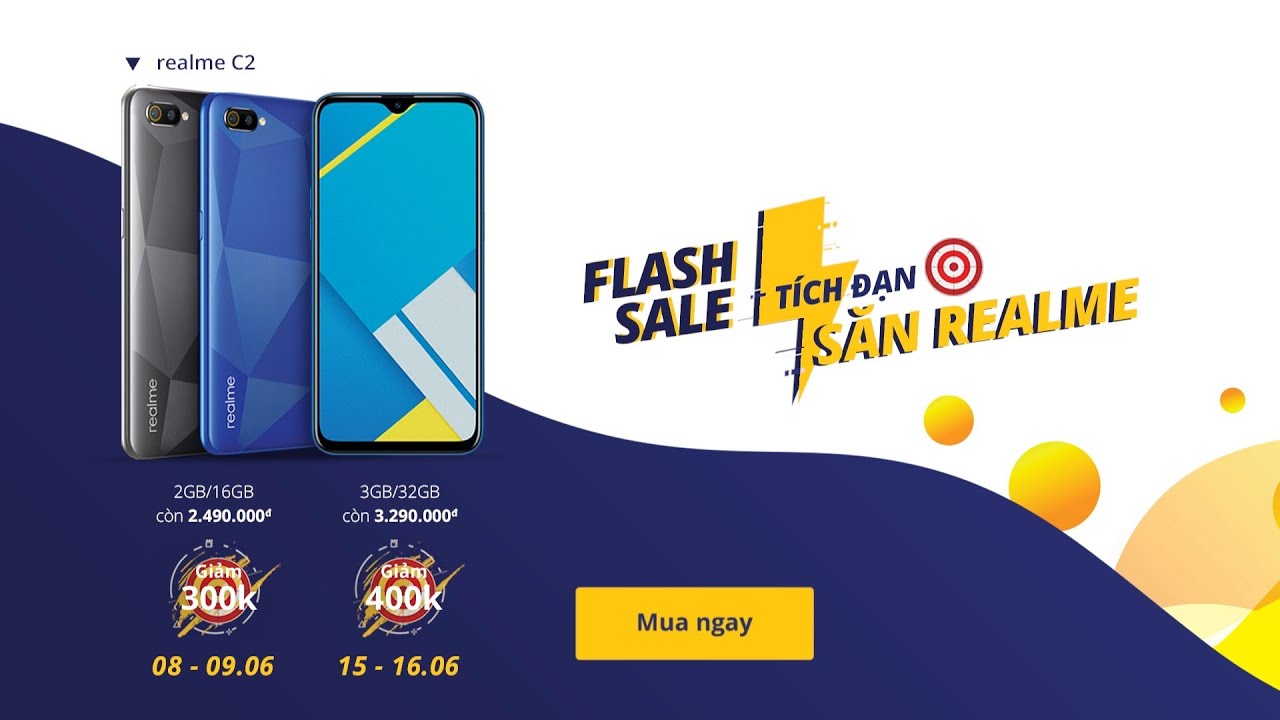 realme C2
realme
realme
FLASH
SALE
TÍCH ĐẠN
SĂN REALME
2GB/16GB
còn 2.490.000đ
3GB/32GB
còn 3.290.000đ
Giảm
300k
Giảm
400k
08 - 09.06
15 - 16.06
Mua ngay